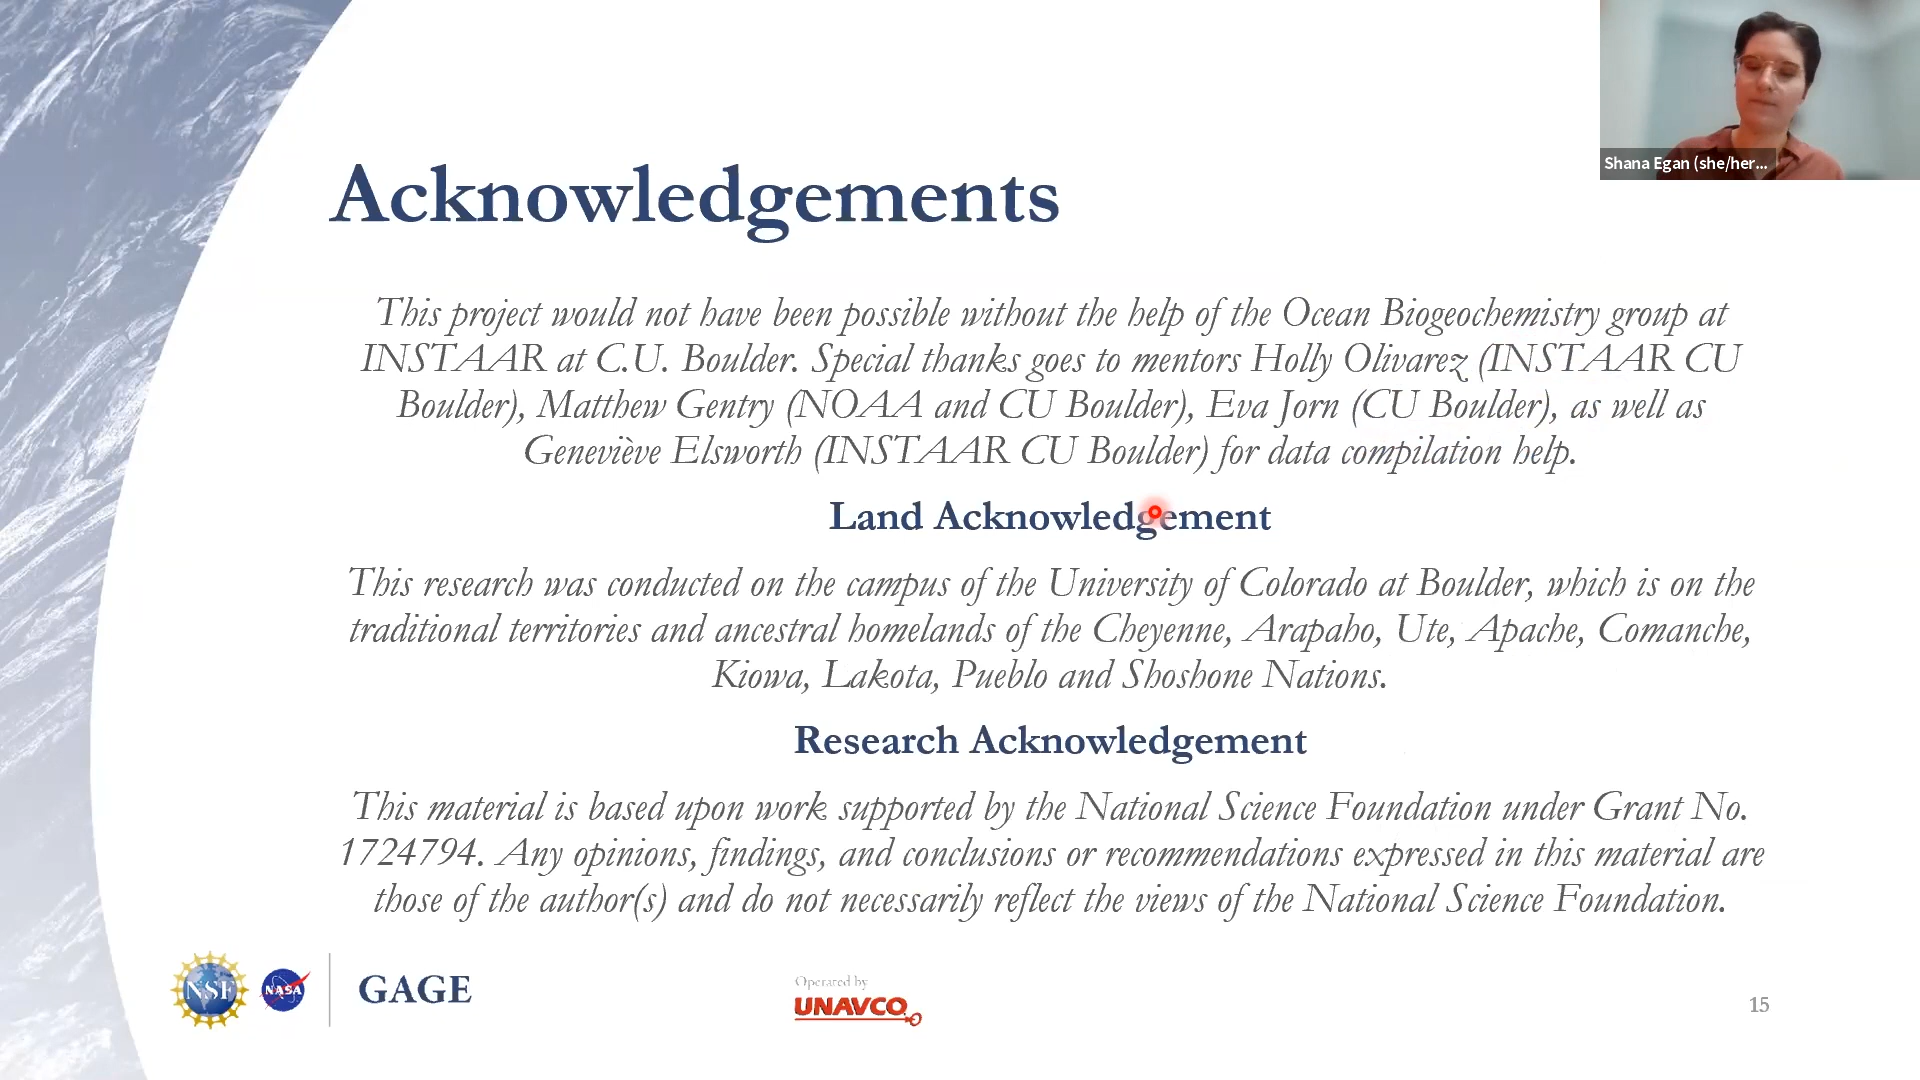 Shana Egan (she/her...
Acknowledgements
This project would not have been possible without the help of the Ocean Biogeochemistry group at
INSTAAR at C.U. Boulder. Special thanks goes to mentors Holly Olivarez (INSTAAR CU
Boulder), Matthew Gentry (NOAA and CU Boulder), Eva Jorn (CU Boulder), as well as
Geneviève Elsworth (INSTAAR CU Boulder) for data compilation help.
Land Acknowledgement
This research was conducted on the campus of the University of Colorado at Boulder, which is on the
traditional territories and ancestral homelands of the Cheyenne, Arapaho, Ute, Apache, Comanche,
Kiowa, Lakota, Pueblo and Shoshone Nations.
Research Acknowledgement
This material is based upon work supported by the National Science Foundation under Grant No.
1724794. Any opinions, findings, and conclusions or recommendations expressed in this material are
those of the author(s) and do not necessarily reflect the views of the National Science Foundation.
NSF
NASA
GAGE
Operated by
UNAVCO
15